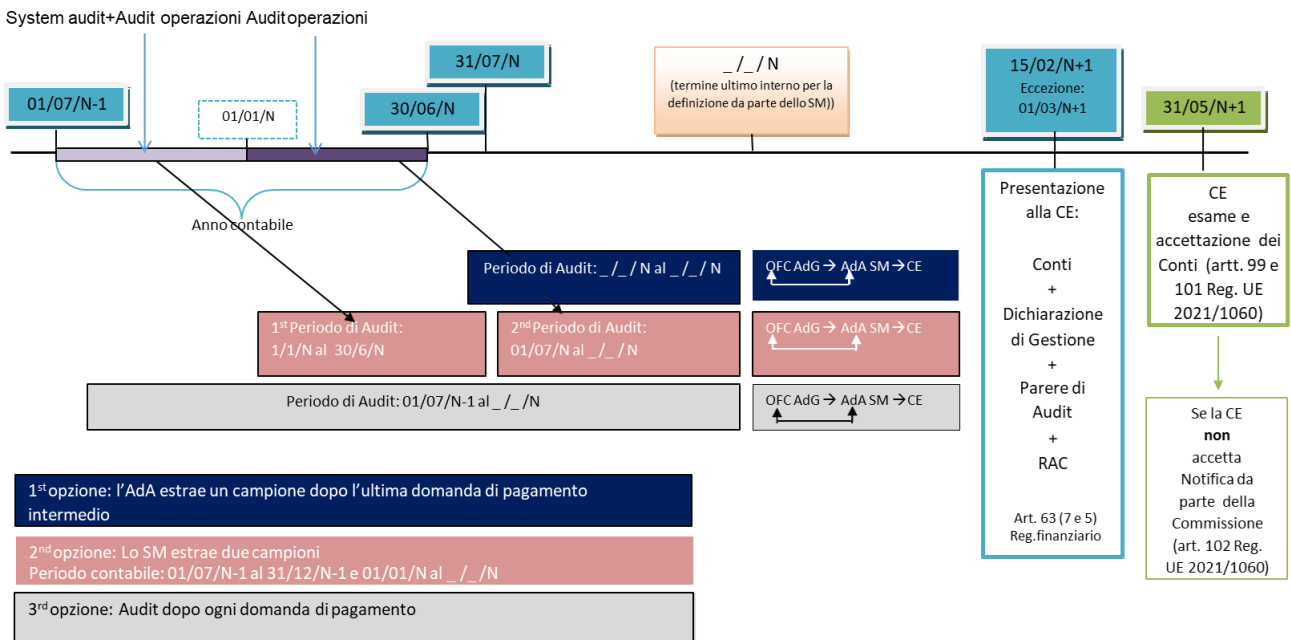 System audit+Audit operazioni Auditoperazioni
01/07/N-1
01/01/N
30/06/N
31/07/N
_ /_ / N
(termine ultimo interno per la
definizione da parte dello SM))
15/02/N+1
Eccezione:
01/03/N+1
31/05/N+1
Anno contabile
Periodo di Audit: _ /_ / N al _ /_ / N
OFC AdG → AdA SM →CE
1st Periodo di Audit:
1/1/N al 30/6/N
2nd Periodo di Audit:
01/07/N al _ /_ / N
OFC AdG → AdA SM →CE
Periodo di Audit: 01/07/N-1 al _ /_ /N
OFC AdG → AdA SM →CE
Presentazione
alla CE:
Conti
+
Dichiarazione
di Gestione
+
Parere di
Audit
+
RAC
Art. 63 (7 e 5)
Reg.finanziario
CE
esame e
accettazione dei
Conti (artt. 99 e
101 Reg. UE
2021/1060)
Se la CE
non
accetta
Notifica da
parte della
Commissione
(art. 102 Reg.
UE 2021/1060)
1st opzione: l'AdA estrae un campione dopo l'ultima domanda di pagamento
intermedio
2nd opzione: Lo SM estrae due campioni
Periodo contabile: 01/07/N-1 al 31/12/N-1 e 01/01/N al _ /_ /N
3rd opzione: Audit dopo ogni domanda di pagamento